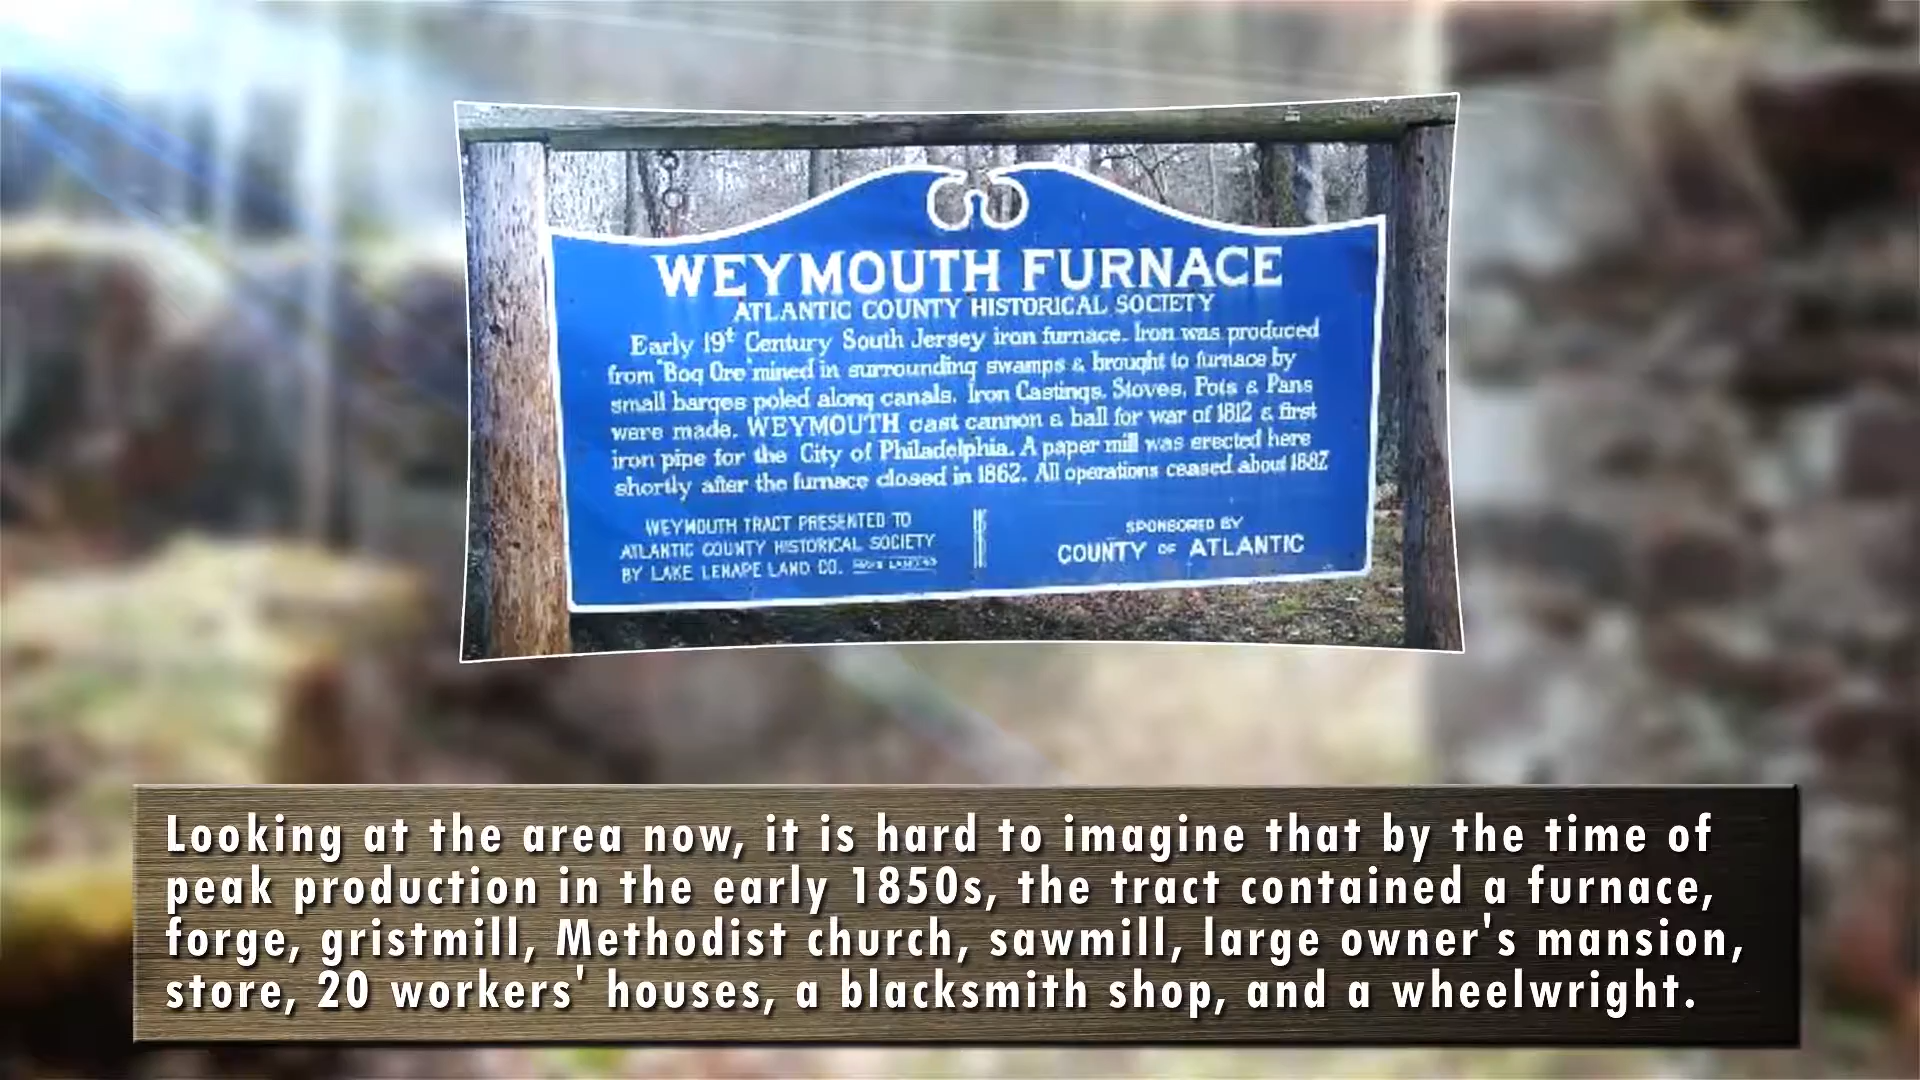 WEYMOUTH FURNACE
ATLANTIC COUNTY HISTORICAL SOCIETY
Early 19t Century South Jersey iron furnace. Iron was produced
from "Bog Ore" mined in surrounding swamps & brought to furnace by
small barges poled along canals. Iron Castings, Stoves, Pots & Pans
were made. WEYMOUTH cast cannon & ball for war of 1812 & first
iron pipe for the City of Philadelphia. A paper mill was erected here
shortly after the furnace closed in 1862. All operations ceased about 1887
WEYMOUTH TRACT PRESENTED TO
ATLANTIC COUNTY HISTORICAL SOCIETY
BY LAKE LENAPE LAND CO.
SPONSORED BY
COUNTY OF ATLANTIC
Looking at the area now, it is hard to imagine that by the time of
peak production in the early 1850s, the tract contained a furnace,
forge, gristmill, Methodist church, sawmill, large owner's mansion,
store, 20 workers' houses, a blacksmith shop, and a wheelwright.